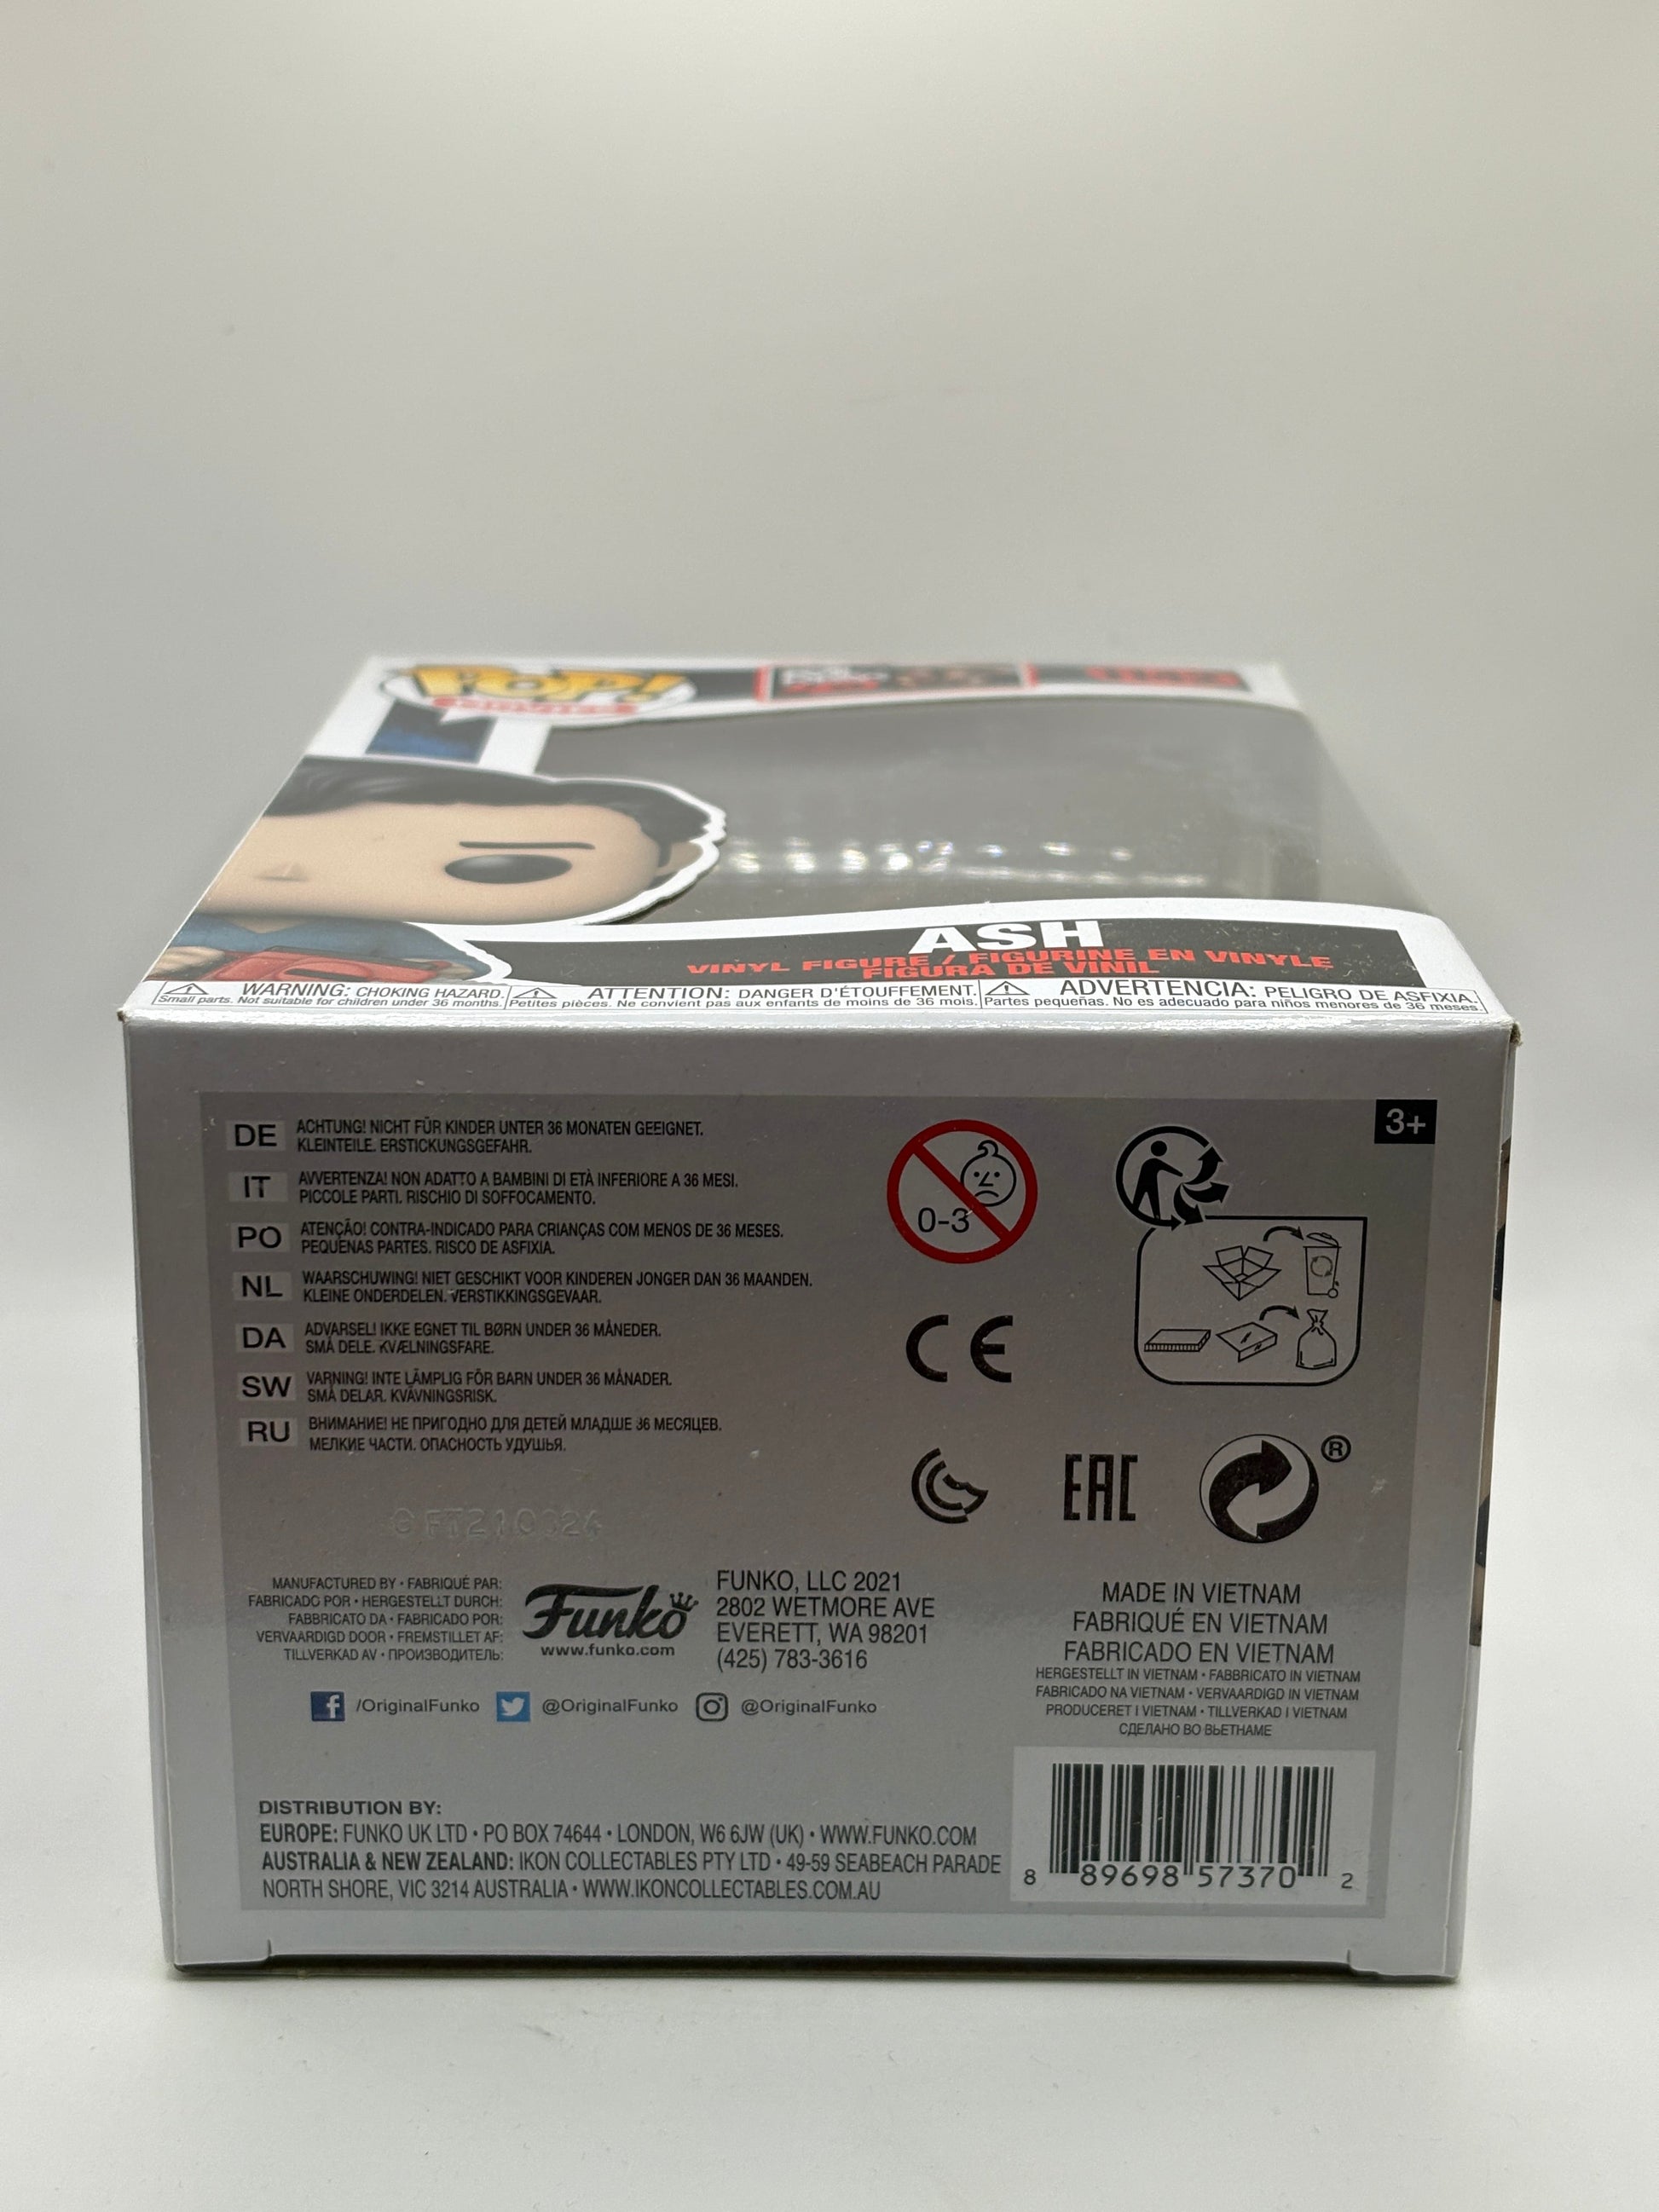 POP!
ASH
VINYL FIGURE / FIGURINE EN VINYLE
FIGURA DE VINIL
WARNING: CHOKING HAZARD.
Small parts. Not suitable for children under 36 months.
ATTENTION: DANGER D'ÉTOUFFEMENT.
Petites pièces. Ne convient pas aux enfants de moins de 36 mois.
ADVERTENCIA: PELIGRO DE ASFIXIA.
Partes pequeñas. No es adecuado para niños menores de 36 meses.
3+
DE ACHTUNG! NICHT FÜR KINDER UNTER 36 MONATEN GEEIGNET.
KLEINTEILE. ERSTICKUNGSGEFAHR.
IT AVVERTENZA! NON ADATTO A BAMBINI DI ETÀ INFERIORE A 36 MESI.
PICCOLE PARTI. RISCHIO DI SOFFOCAMENTO.
PO ATENÇÃO! CONTRA-INDICADO PARA CRIANÇAS COM MENOS DE 36 MESES.
PEQUENAS PARTES. RISCO DE ASFIXIA.
NL WAARSCHUWING! NIET GESCHIKT VOOR KINDEREN JONGER DAN 36 MAANDEN.
KLEINE ONDERDELEN. VERSTIKKINGSGEVAAR.
DA ADVARSEL! IKKE EGNET TIL BØRN UNDER 36 MÅNEDER.
SMÅ DELE. KVÆLNINGSFARE.
SW VARNING! INTE LÄMPLIG FÖR BARN UNDER 36 MÅNADER.
SMÅ DELAR. KVÄVNINGSRISK.
RU ВНИМАНИЕ! НЕ ПРИГОДНО ДЛЯ ДЕТЕЙ МЛАДШЕ 36 МЕСЯЦЕВ.
МЕЛКИЕ ЧАСТИ. ОПАСНОСТЬ УДУШЬЯ.
0-3
CE
EAC
®
MANUFACTURED BY • FABRIQUÉ PAR:
FABRICADO POR • HERGESTELLT DURCH:
FABBRICATO DA • FABRICADO POR:
VERVAARDIGD DOOR • FREMSTILLET AF:
TILLVERKAD AV • ПРОИЗВОДИТЕЛЬ:
Funko
www.funko.com
FUNKO, LLC 2021
2802 WETMORE AVE
EVERETT, WA 98201
(425) 783-3616
/OriginalFunko @OriginalFunko @OriginalFunko
MADE IN VIETNAM
FABRIQUÉ EN VIETNAM
FABRICADO EN VIETNAM
HERGESTELLT IN VIETNAM • FABBRICATO IN VIETNAM
FABRICADO NA VIETNAM • VERVAARDIGD IN VIETNAM
PRODUCERET I VIETNAM • TILLVERKAD I VIETNAM
СДЕЛАНО ВО ВЬЕТНАМЕ
DISTRIBUTION BY:
EUROPE: FUNKO UK LTD • PO BOX 74644 • LONDON, W6 6JW (UK) • WWW.FUNKO.COM
AUSTRALIA & NEW ZEALAND: IKON COLLECTABLES PTY LTD • 49-59 SEABEACH PARADE
NORTH SHORE, VIC 3214 AUSTRALIA • WWW.IKONCOLLECTABLES.COM.AU
8 89698 57370 2